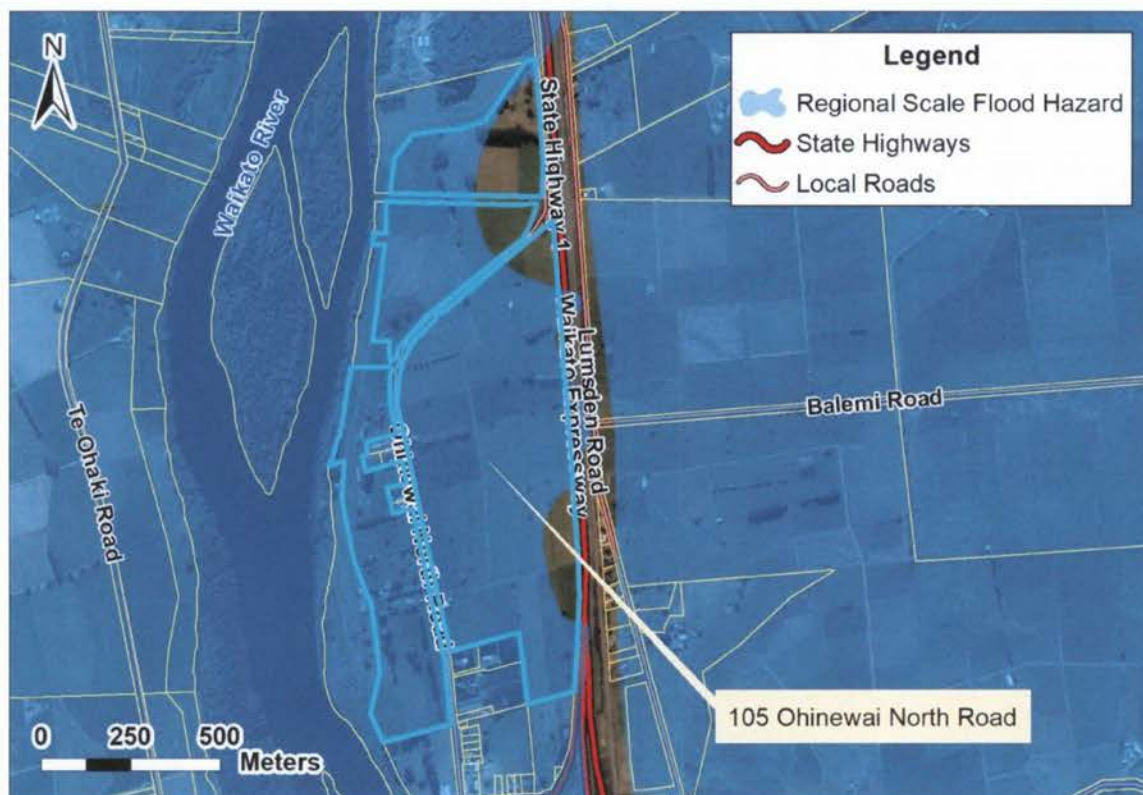 N
Legend
Regional Scale Flood Hazard
State Highways
Local Roads
Waikato River
State Highway 1
Waikato Expressway
Lumsden Road
Balemi Road
Te Ohaki Road
105 Ohinewai North Road
0 250 500
Meters